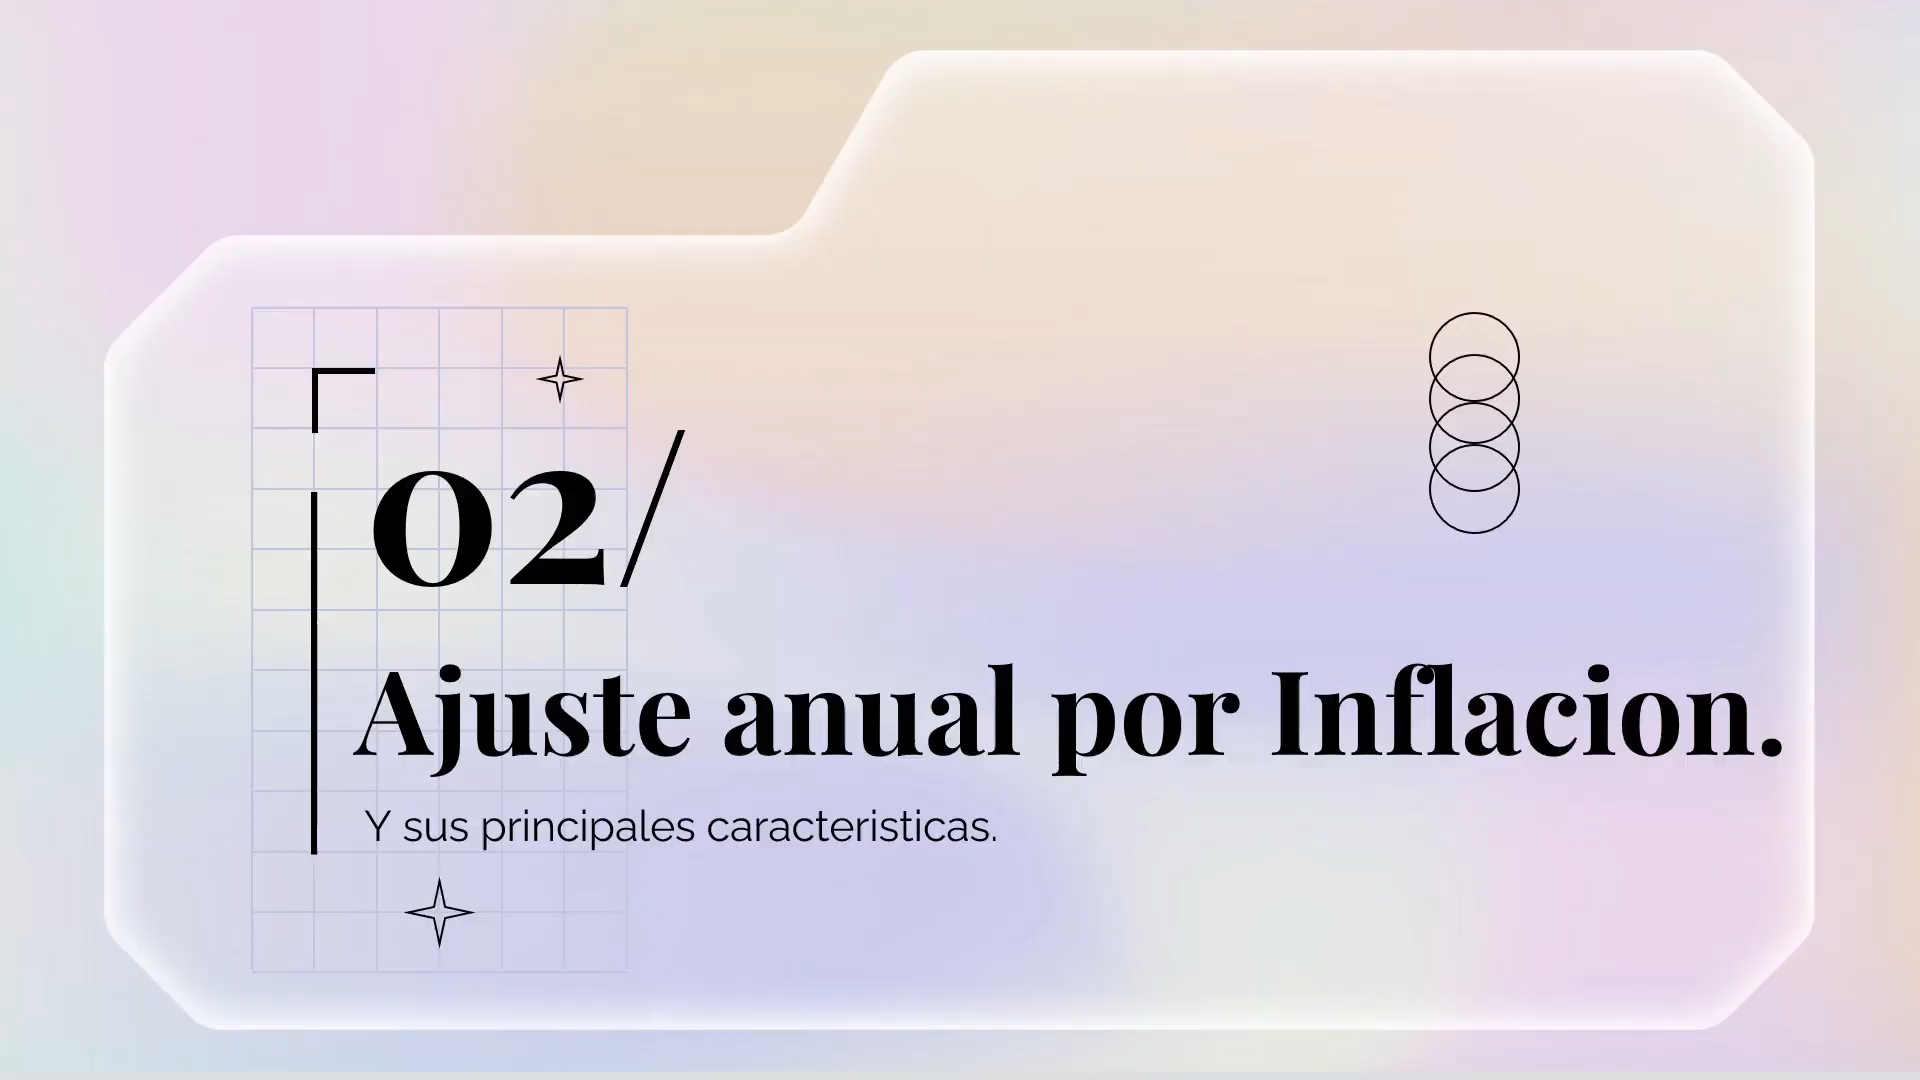 02/
Ajuste anual por Inflacion.
Y sus principales caracteristicas.